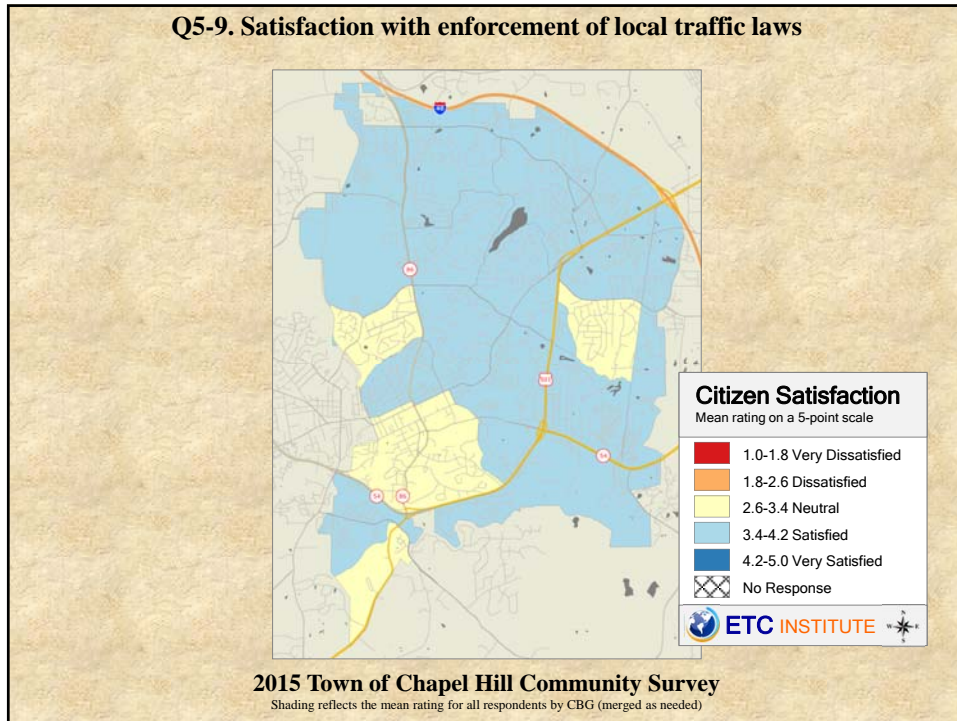 Q5-9. Satisfaction with enforcement of local traffic laws
40
86
501
54
54
86
Citizen Satisfaction
Mean rating on a 5-point scale
1.0-1.8 Very Dissatisfied
1.8-2.6 Dissatisfied
2.6-3.4 Neutral
3.4-4.2 Satisfied
4.2-5.0 Very Satisfied
No Response
ETC INSTITUTE
N
W E
S
2015 Town of Chapel Hill Community Survey
Shading reflects the mean rating for all respondents by CBG (merged as needed)